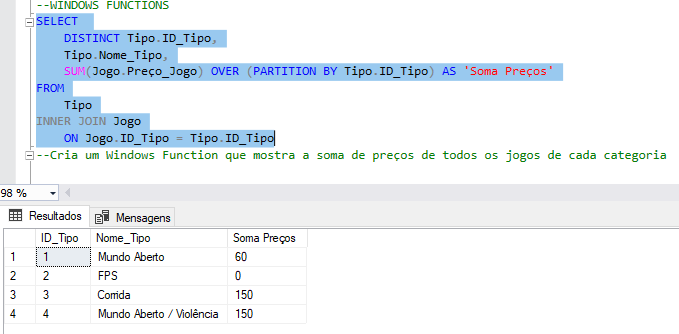 --WINDOWS FUNCTIONS
SELECT
DISTINCT Tipo.ID_Tipo,
Tipo.Nome_Tipo,
SUM(Jogo.Preço_Jogo) OVER (PARTITION BY Tipo.ID_Tipo) AS 'Soma Preços'
FROM
Tipo
INNER JOIN Jogo
ON Jogo.ID_Tipo = Tipo.ID_Tipo
--Cria um Windows Function que mostra a soma de preços de todos os jogos de cada categoria
98 %
Resultados Mensagens
ID_Tipo Nome_Tipo Soma Preços
1 1 Mundo Aberto 60
2 2 FPS 0
3 3 Corrida 150
4 4 Mundo Aberto / Violência 150